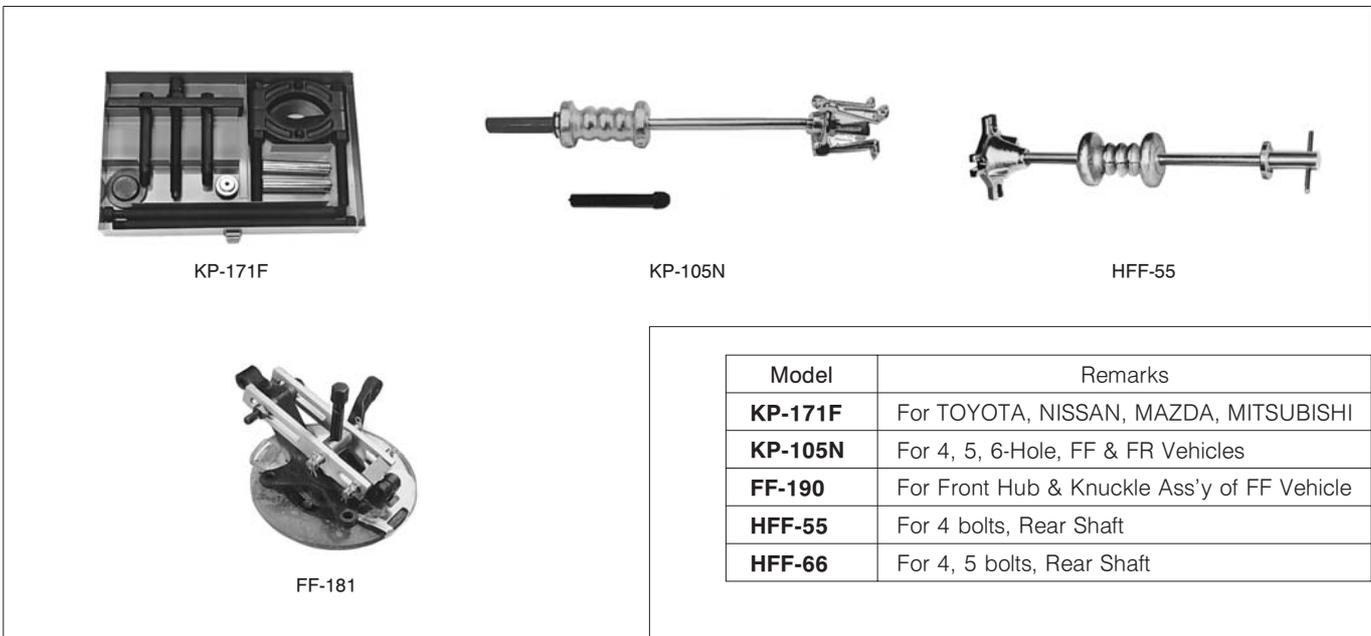 KP-171F
KP-105N
HFF-55
FF-181
Model Remarks
KP-171F For TOYOTA, NISSAN, MAZDA, MITSUBISHI
KP-105N For 4, 5, 6-Hole, FF & FR Vehicles
FF-190 For Front Hub & Knuckle Ass'y of FF Vehicle
HFF-55 For 4 bolts, Rear Shaft
HFF-66 For 4, 5 bolts, Rear Shaft